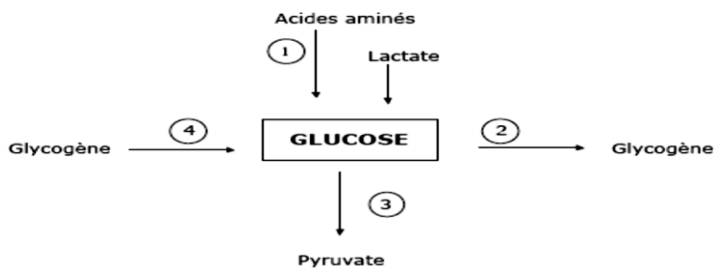 Acides aminés
1
Lactate
4
2
Glycogène
GLUCOSE
Glycogène
3
Pyruvate